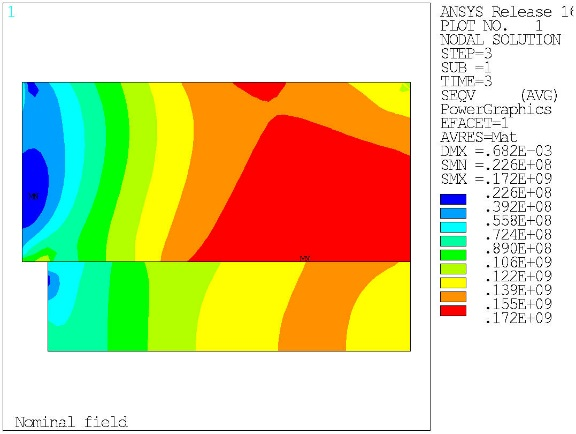 1
ANSYS Release 16
PLOT NO. 1
NODAL SOLUTION
STEP=3
SUB =1
TIME=3
SEQV (AVG)
PowerGraphics
EFACET=1
AVRES=Mat
DMX =.682E-03
SMN =.226E+08
SMX =.172E+09
.226E+08
.392E+08
.558E+08
.724E+08
.890E+08
.106E+09
.122E+09
.139E+09
.155E+09
.172E+09
MX
Nominal field